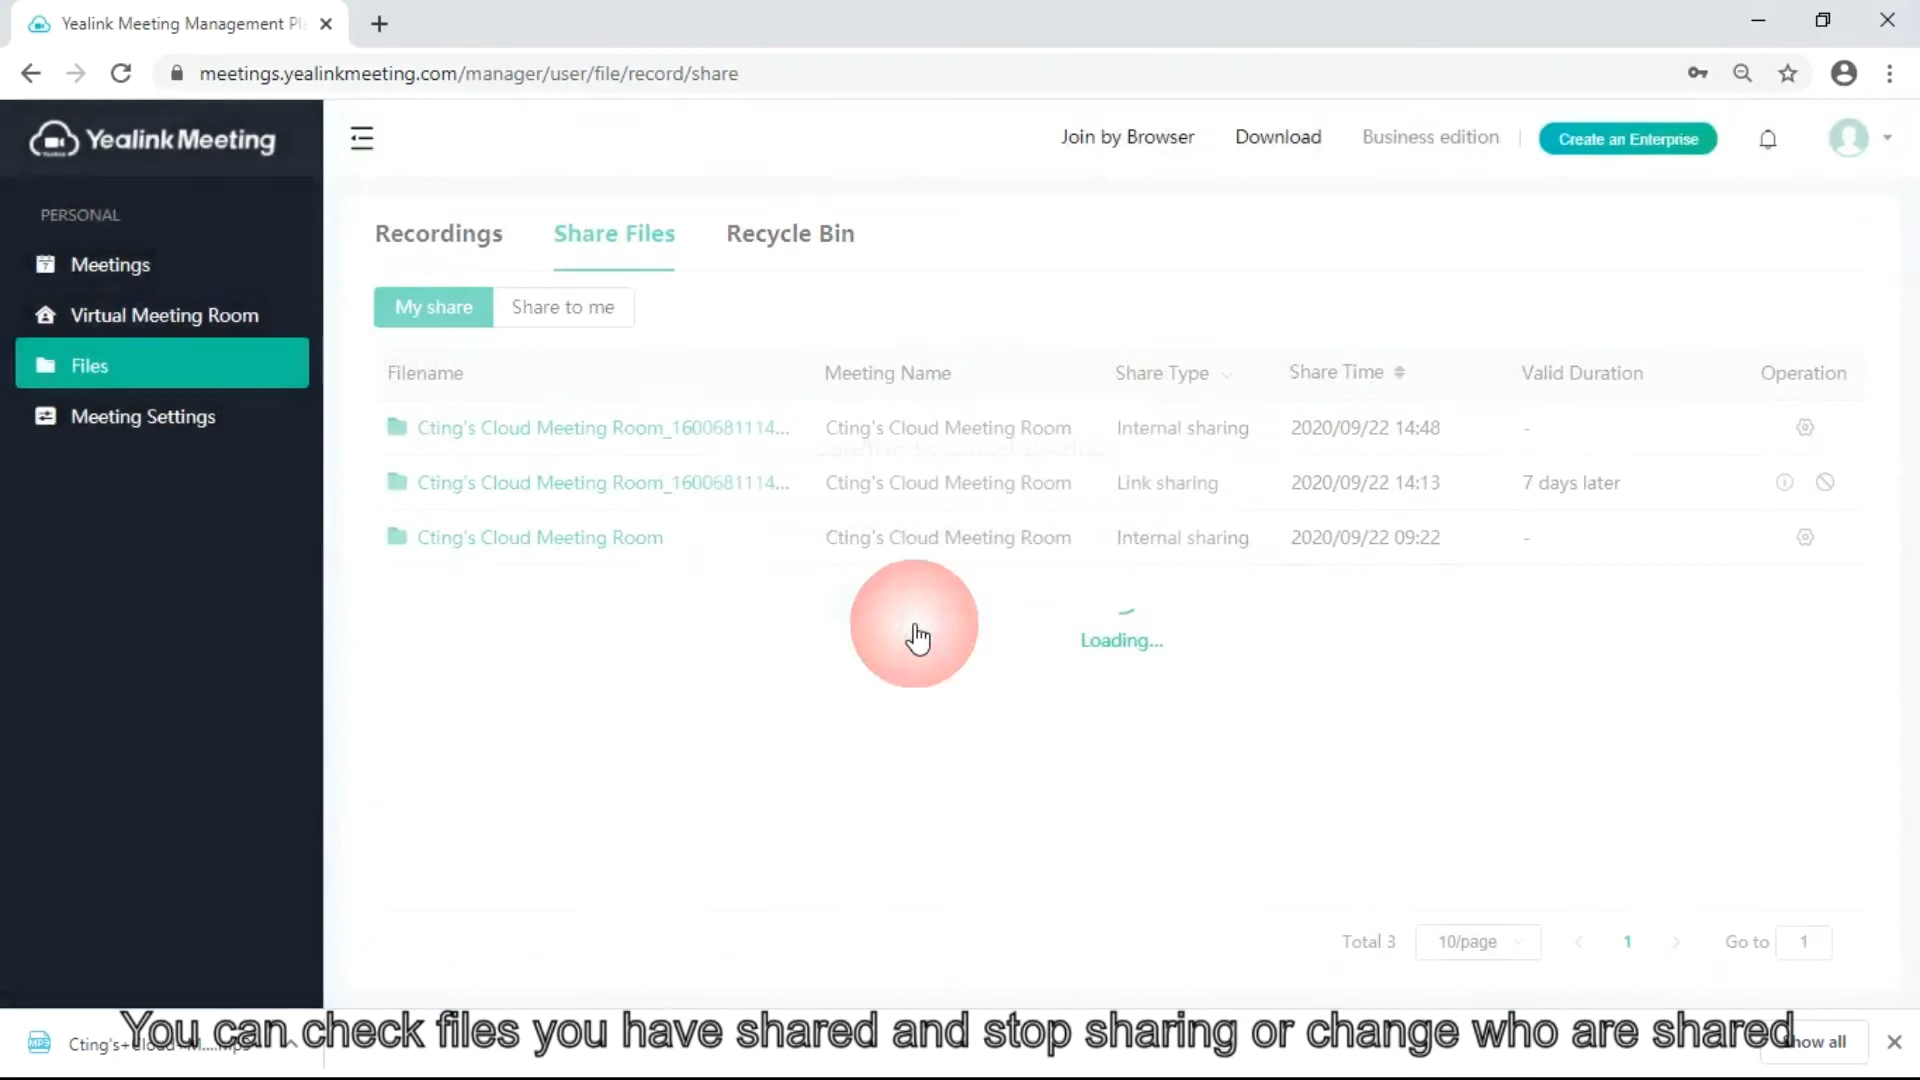 Yealink Meeting Management Pl
meetings.yealinkmeeting.com/manager/user/file/record/share
Yealink Meeting
Join by Browser
Download
Business edition
Create an Enterprise
PERSONAL
Meetings
Virtual Meeting Room
Files
Meeting Settings
Recordings
Share Files
Recycle Bin
My share
Share to me
Filename Meeting Name Share Type Share Time Valid Duration Operation
Cting's Cloud Meeting Room_1600681114... Cting's Cloud Meeting Room Internal sharing 2020/09/22 14:48 -
Cting's Cloud Meeting Room_1600681114... Cting's Cloud Meeting Room Link sharing 2020/09/22 14:13 7 days later
Cting's Cloud Meeting Room Cting's Cloud Meeting Room Internal sharing 2020/09/22 09:22 -
Loading...
Total 3 10/page 1 Go to 1
You can check files you have shared and stop sharing or change who are shared
MP3
Show all